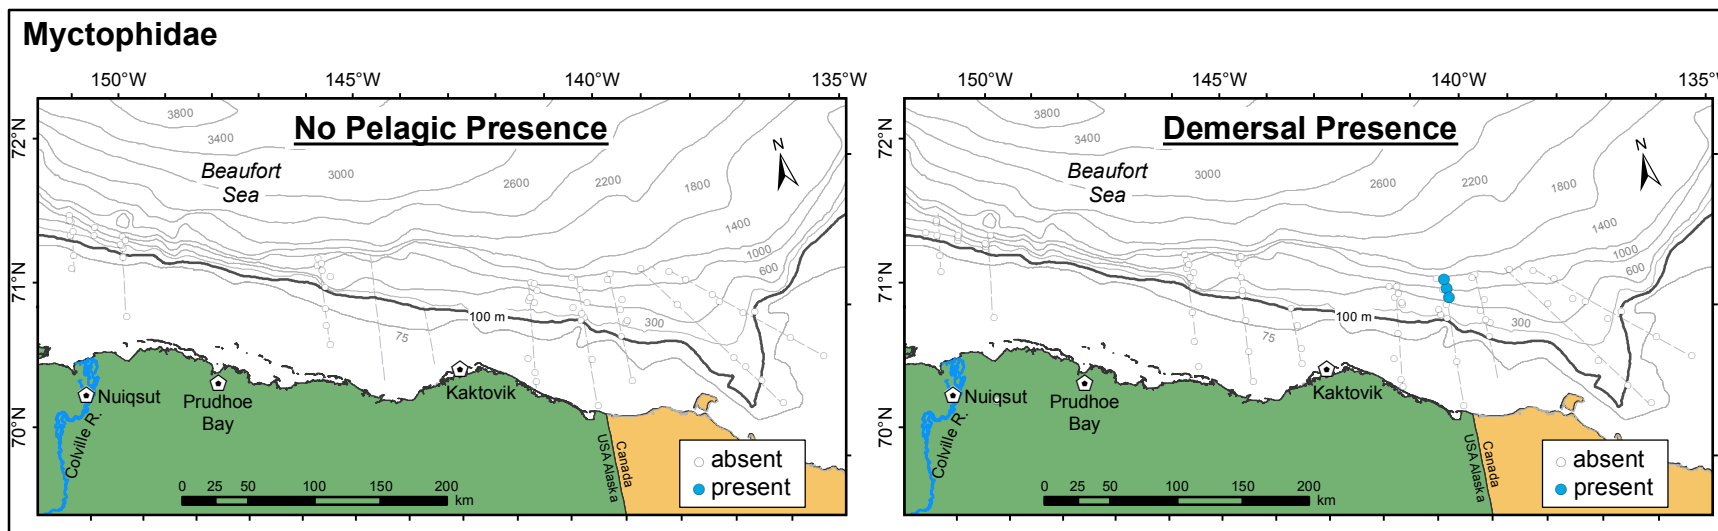 Myctophidae
150°W 145°W 140°W 135°W
72°N
71°N
70°N
No Pelagic Presence
Beaufort
Sea
N
3800
3400
3000
2600
2200
1800
1400
1000
600
300
100 m
75
Nuiqsut
Prudhoe
Bay
Kaktovik
Colville R.
USA Alaska
Canada
0 25 50 100 150 200
km
absent
present
150°W 145°W 140°W 135°W
72°N
71°N
70°N
Demersal Presence
Beaufort
Sea
N
3800
3400
3000
2600
2200
1800
1400
1000
600
300
100 m
75
Nuiqsut
Prudhoe
Bay
Kaktovik
Colville R.
USA Alaska
Canada
0 25 50 100 150 200
km
absent
present